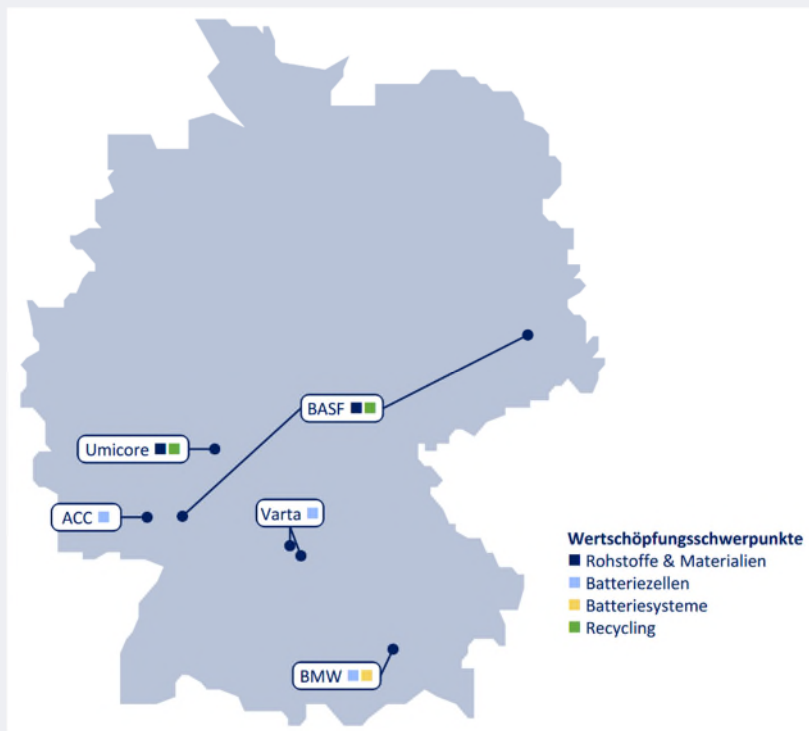 BASF
Umicore
ACC
Varta
BMW
Wertschöpfungsschwerpunkte
Rohstoffe & Materialien
Batteriezellen
Batteriesysteme
Recycling